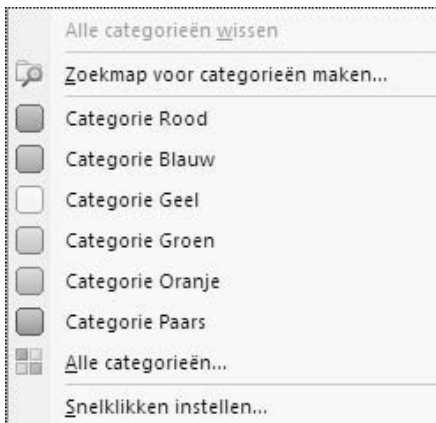 Alle categorieën wissen
Zoekmap voor categorieën maken...
Categorie Rood
Categorie Blauw
Categorie Geel
Categorie Groen
Categorie Oranje
Categorie Paars
Alle categorieën...
Snelklikken instellen...